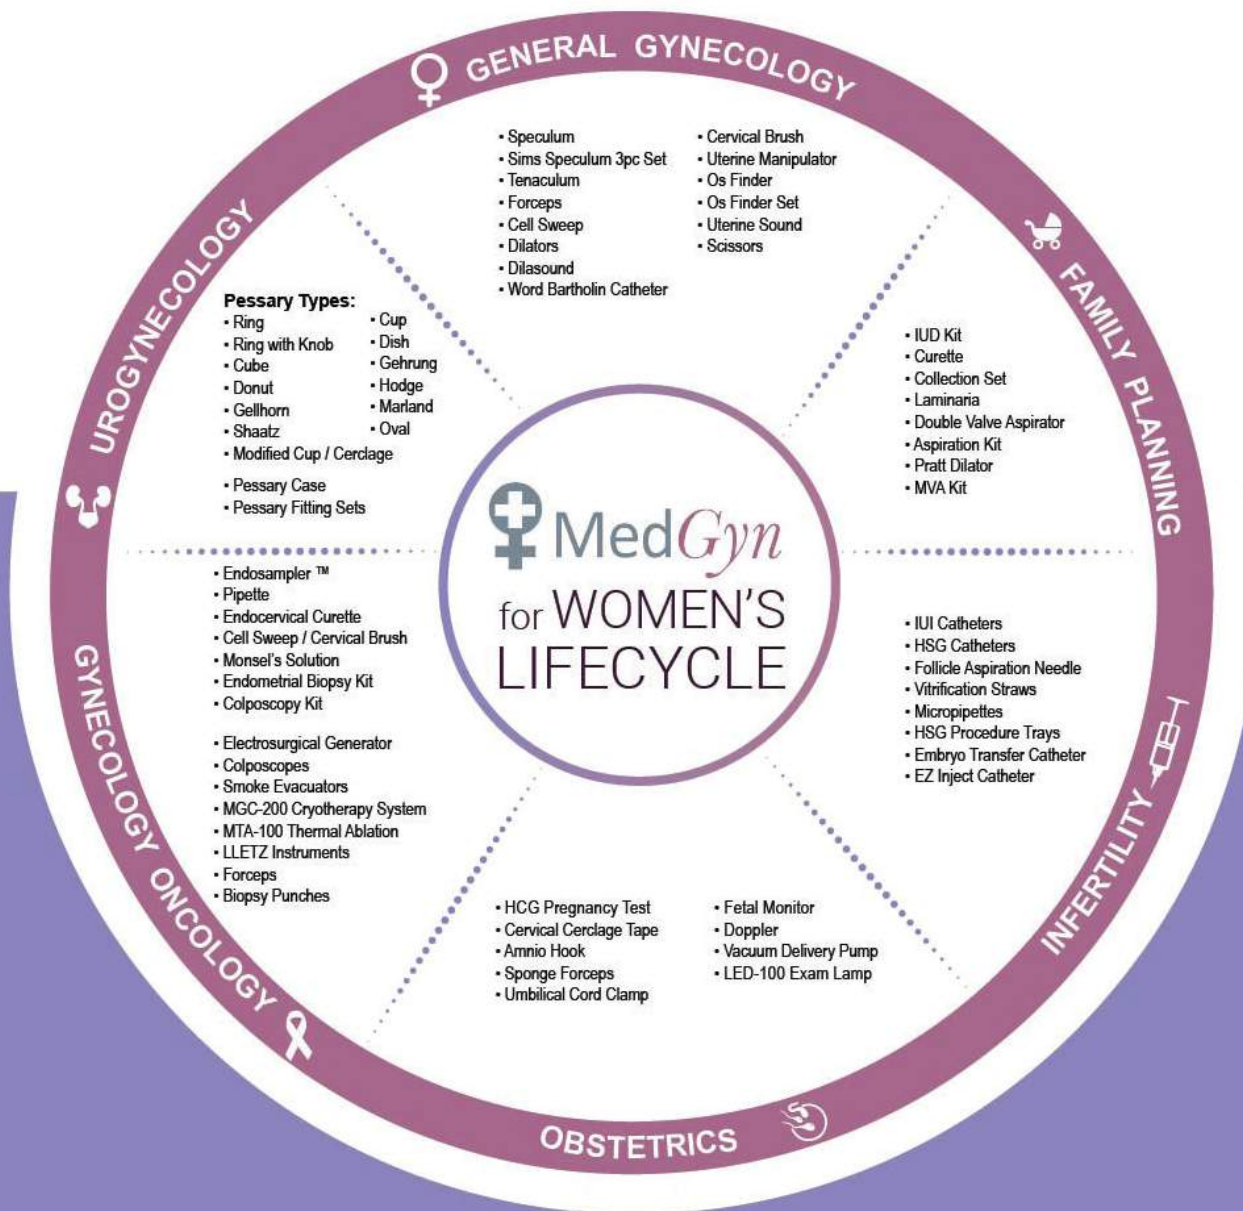 GENERAL GYNECOLOGY
• Speculum
• Sims Speculum 3pc Set
• Tenaculum
• Forceps
• Cell Sweep
• Dilators
• Dilasound
• Word Bartholin Catheter
• Cervical Brush
• Uterine Manipulator
• Os Finder
• Os Finder Set
• Uterine Sound
• Scissors
FAMILY PLANNING
• IUD Kit
• Curette
• Collection Set
• Laminaria
• Double Valve Aspirator
• Aspiration Kit
• Pratt Dilator
• MVA Kit
INFERTILITY
• IUI Catheters
• HSG Catheters
• Follicle Aspiration Needle
• Vitrification Straws
• Micropipettes
• HSG Procedure Trays
• Embryo Transfer Catheter
• EZ Inject Catheter
OBSTETRICS
• HCG Pregnancy Test
• Cervical Cerclage Tape
• Amnio Hook
• Sponge Forceps
• Umbilical Cord Clamp
• Fetal Monitor
• Doppler
• Vacuum Delivery Pump
• LED-100 Exam Lamp
GYNECOLOGY ONCOLOGY
• Endosampler ™
• Pipette
• Endocervical Curette
• Cell Sweep / Cervical Brush
• Monsel's Solution
• Endometrial Biopsy Kit
• Colposcopy Kit
• Electrosurgical Generator
• Colposcopes
• Smoke Evacuators
• MGC-200 Cryotherapy System
• MTA-100 Thermal Ablation
• LLETZ Instruments
• Forceps
• Biopsy Punches
UROGYNECOLOGY
Pessary Types:
• Ring
• Ring with Knob
• Cube
• Donut
• Gellhorn
• Shaatz
• Modified Cup / Cerclage
• Cup
• Dish
• Gehrung
• Hodge
• Marland
• Oval
• Pessary Case
• Pessary Fitting Sets
MedGyn
for WOMEN'S
LIFECYCLE